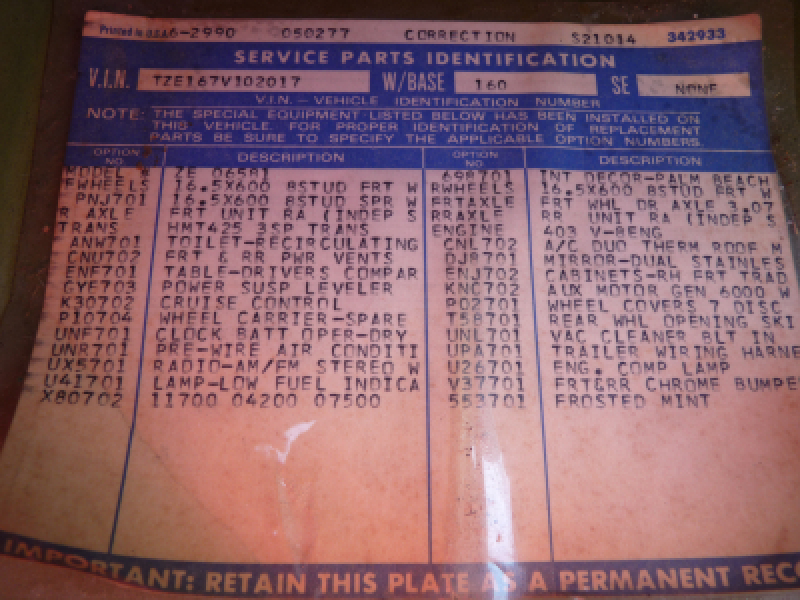 Printed in U.S.A. 6-2990 050277 CORRECTION S21014 342933
SERVICE PARTS IDENTIFICATION
V.I.N. TZE167V102017 W/BASE 160 SE NONE
V.I.N. – VEHICLE IDENTIFICATION NUMBER
NOTE: THE SPECIAL EQUIPMENT LISTED BELOW HAS BEEN INSTALLED ON
THIS VEHICLE. FOR PROPER IDENTIFICATION OF REPLACEMENT
PARTS BE SURE TO SPECIFY THE APPLICABLE OPTION NUMBERS.
OPTION NO. DESCRIPTION OPTION NO. DESCRIPTION
MODEL ZE 06581 698701 INT DECOR-PALM BEACH
FWHEELS 16.5X600 8STUD FRT W RWHEELS 16.5X600 8STUD FRT W
PNJ701 16.5X600 8STUD SPR W FRTAXLE FRT WHL DR AXLE 3.07
R AXLE FRT UNIT RA (INDEP S RRAXLE RR UNIT RA (INDEP S
TRANS HMT425 3SP TRANS ENGINE 403 V-8ENG
ANW701 TOILET-RECIRCULATING CNL702 A/C DUO THERM ROOF M
CNU702 FRT & RR PWR VENTS DJ8701 MIRROR-DUAL STAINLES
ENF701 TABLE-DRIVERS COMPAR ENJ702 CABINETS-RH FRT TRAD
GYF703 POWER SUSP LEVELER KNC702 AUX MOTOR GEN 6000 W
K30702 CRUISE CONTROL P02701 WHEEL COVERS 7 DISC
P10704 WHEEL CARRIER-SPARE T58701 REAR WHL OPENING SKI
UNF701 CLOCK BATT OPER-DRY UNL701 VAC CLEANER BLT IN
UNR701 PRE-WIRE AIR CONDITI UPA701 TRAILER WIRING HARNE
UX5701 RADIO-AM/FM STEREO W U26701 ENG. COMP LAMP
U41701 LAMP-LOW FUEL INDICA V37701 FRT&RR CHROME BUMPE
X80702 11700 04200 07500 553701 FROSTED MINT
IMPORTANT: RETAIN THIS PLATE AS A PERMANENT RECO